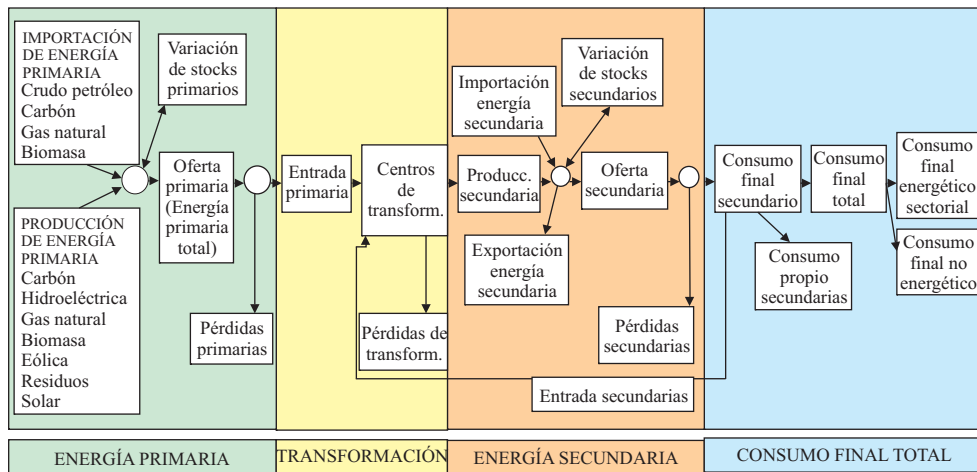 IMPORTACIÓN
DE ENERGÍA
PRIMARIA
Crudo petróleo
Carbón
Gas natural
Biomasa
Variación
de stocks
primarios
Oferta
primaria
(Energía
primaria
total)
PRODUCCIÓN
DE ENERGÍA
PRIMARIA
Carbón
Hidroeléctrica
Gas natural
Biomasa
Eólica
Residuos
Solar
Pérdidas
primarias
Entrada
primaria
Centros
de
transform.
Pérdidas de
transform.
Importación
energía
secundaria
Variación
de stocks
secundarios
Producc.
secundaria
Oferta
secundaria
Exportación
energía
secundaria
Pérdidas
secundarias
Entrada secundarias
Consumo
final
secundario
Consumo
final
total
Consumo
final
energético
sectorial
Consumo
propio
secundarias
Consumo
final no
energético
ENERGÍA PRIMARIA
TRANSFORMACIÓN
ENERGÍA SECUNDARIA
CONSUMO FINAL TOTAL